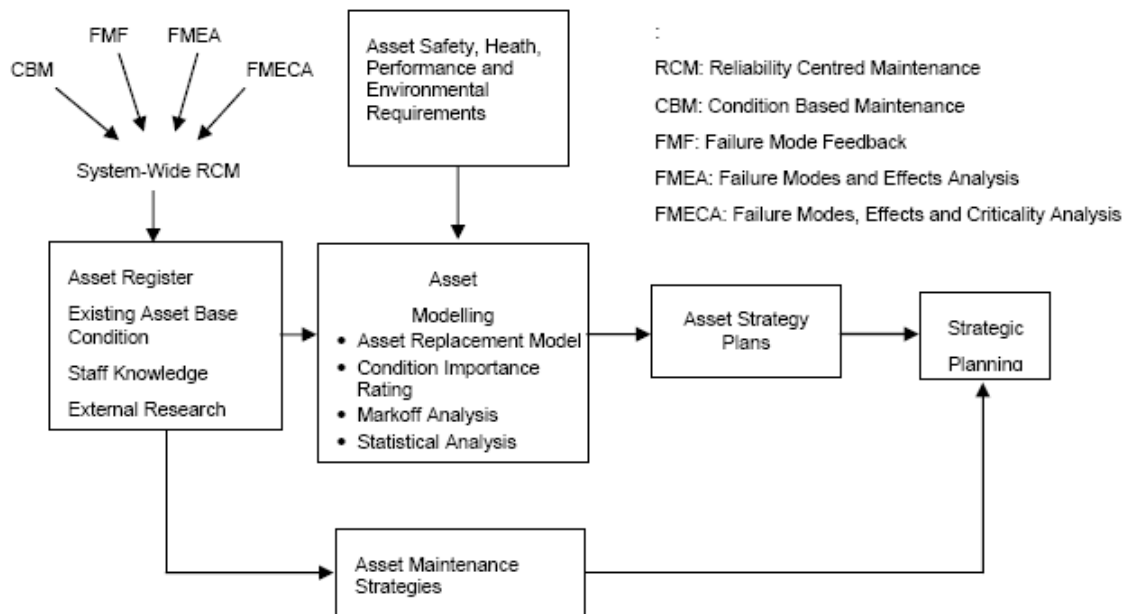 FMF
FMEA
CBM
FMECA
System-Wide RCM
Asset Safety, Heath,
Performance and
Environmental
Requirements
:
RCM: Reliability Centred Maintenance
CBM: Condition Based Maintenance
FMF: Failure Mode Feedback
FMEA: Failure Modes and Effects Analysis
FMECA: Failure Modes, Effects and Criticality Analysis
Asset Register
Existing Asset Base
Condition
Staff Knowledge
External Research
Asset
Modelling
• Asset Replacement Model
• Condition Importance
Rating
• Markoff Analysis
• Statistical Analysis
Asset Strategy
Plans
Strategic
Planning
Asset Maintenance
Strategies